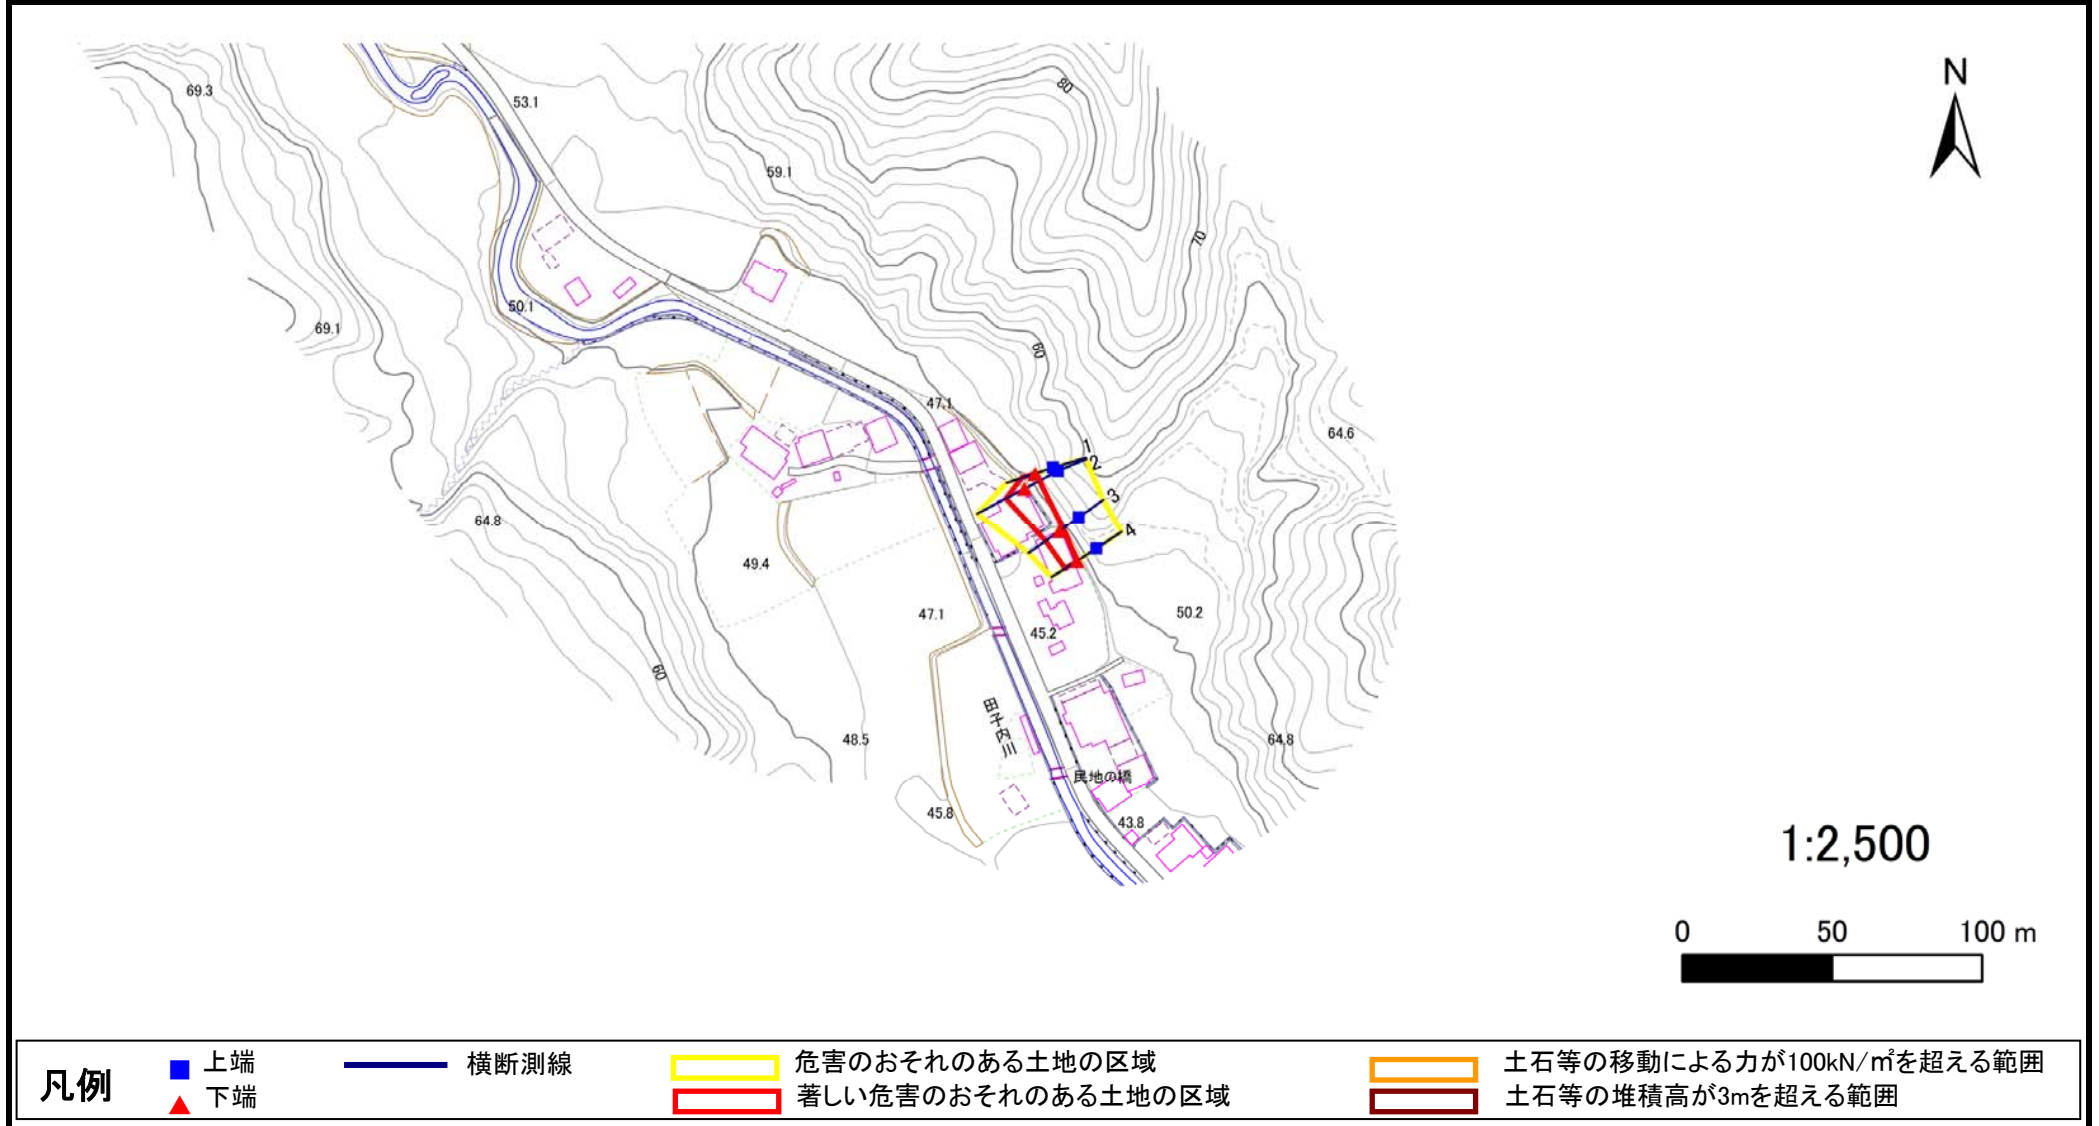 69.3
53.1
80
N
59.1
70
50.1
69.1
60
47.1
64.6
1
2
3
4
64.8
49.4
47.1
50.2
45.2
60
48.5
64.8
民地の橋
45.8
43.8
1:2,500
0 50 100 m
凡例
上端
下端
横断測線
危害のおそれのある土地の区域
著しい危害のおそれのある土地の区域
土石等の移動による力が100kN/㎡を超える範囲
土石等の堆積高が3mを超える範囲